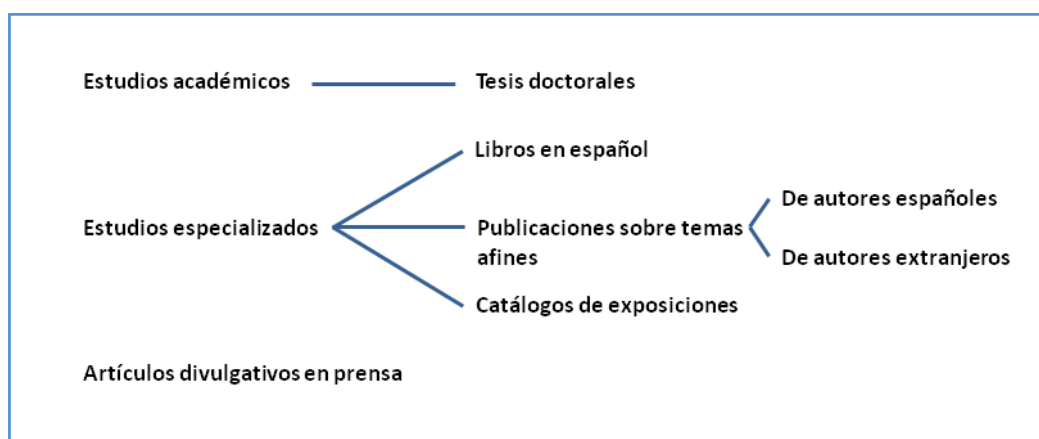 Estudios académicos
Tesis doctorales
Libros en español
Estudios especializados
Publicaciones sobre temas
afines
De autores españoles
De autores extranjeros
Catálogos de exposiciones
Artículos divulgativos en prensa